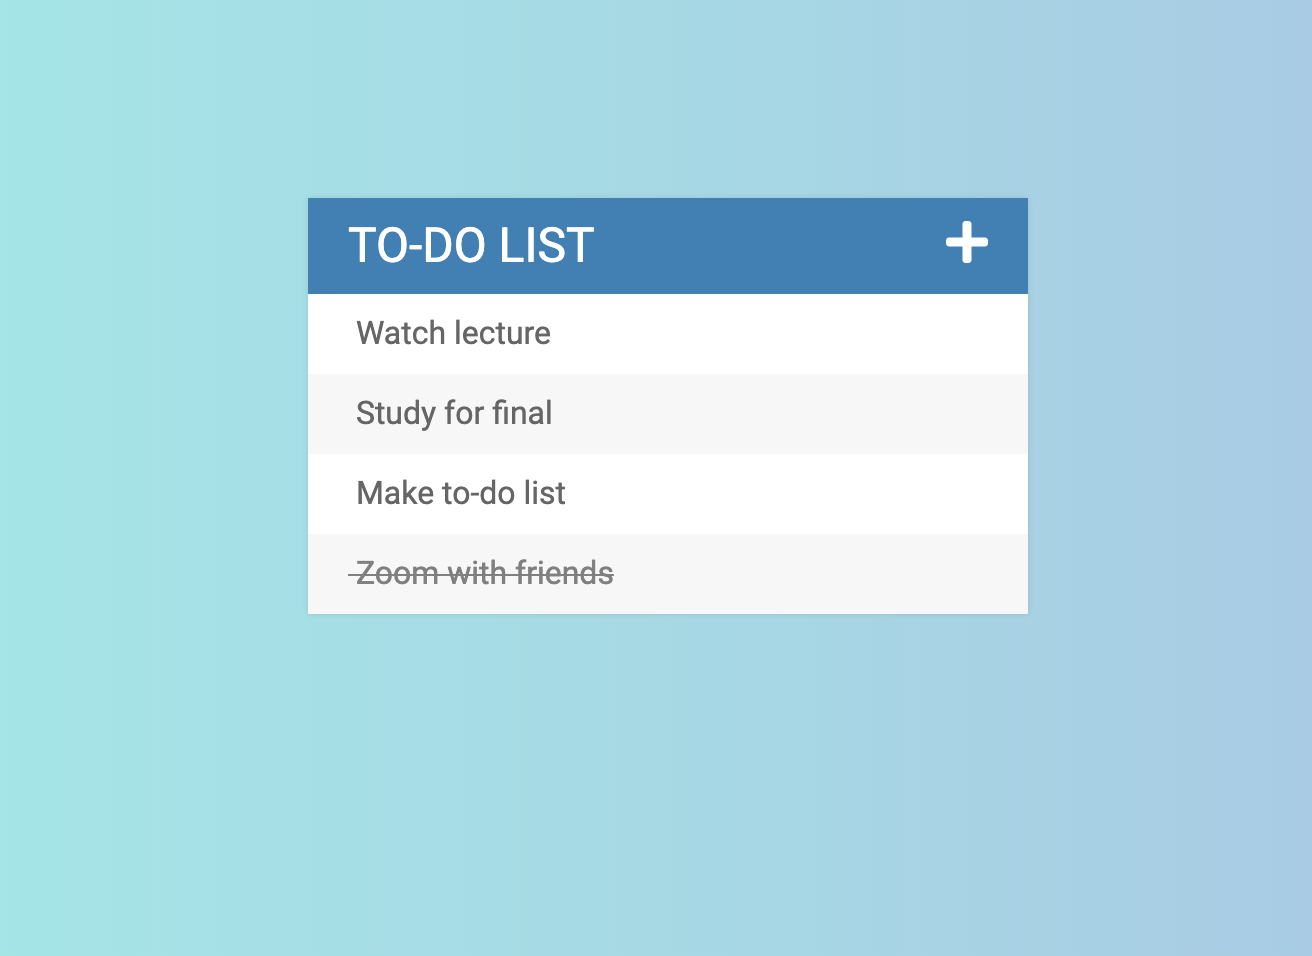 TO-DO LIST
Watch lecture
Study for final
Make to-do list
Zoom with friends